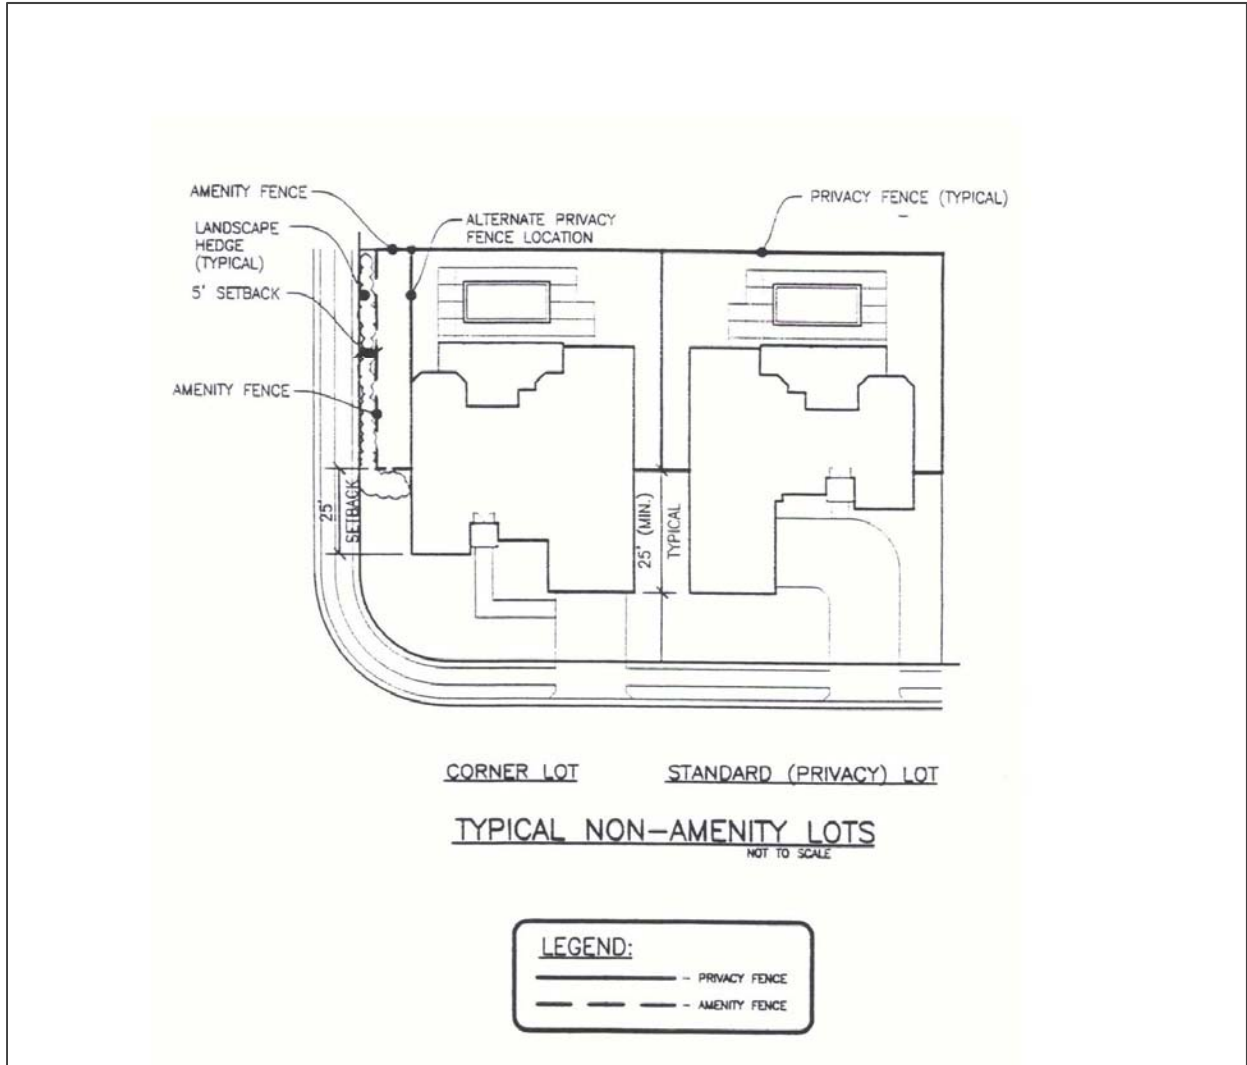 AMENITY FENCE
PRIVACY FENCE (TYPICAL)
LANDSCAPE
HEDGE
(TYPICAL)
ALTERNATE PRIVACY
FENCE LOCATION
5' SETBACK
AMENITY FENCE
25'
SETBACK
25' (MIN.)
TYPICAL
CORNER LOT
STANDARD (PRIVACY) LOT
TYPICAL NON-AMENITY LOTS
NOT TO SCALE
LEGEND:
- PRIVACY FENCE
- AMENITY FENCE